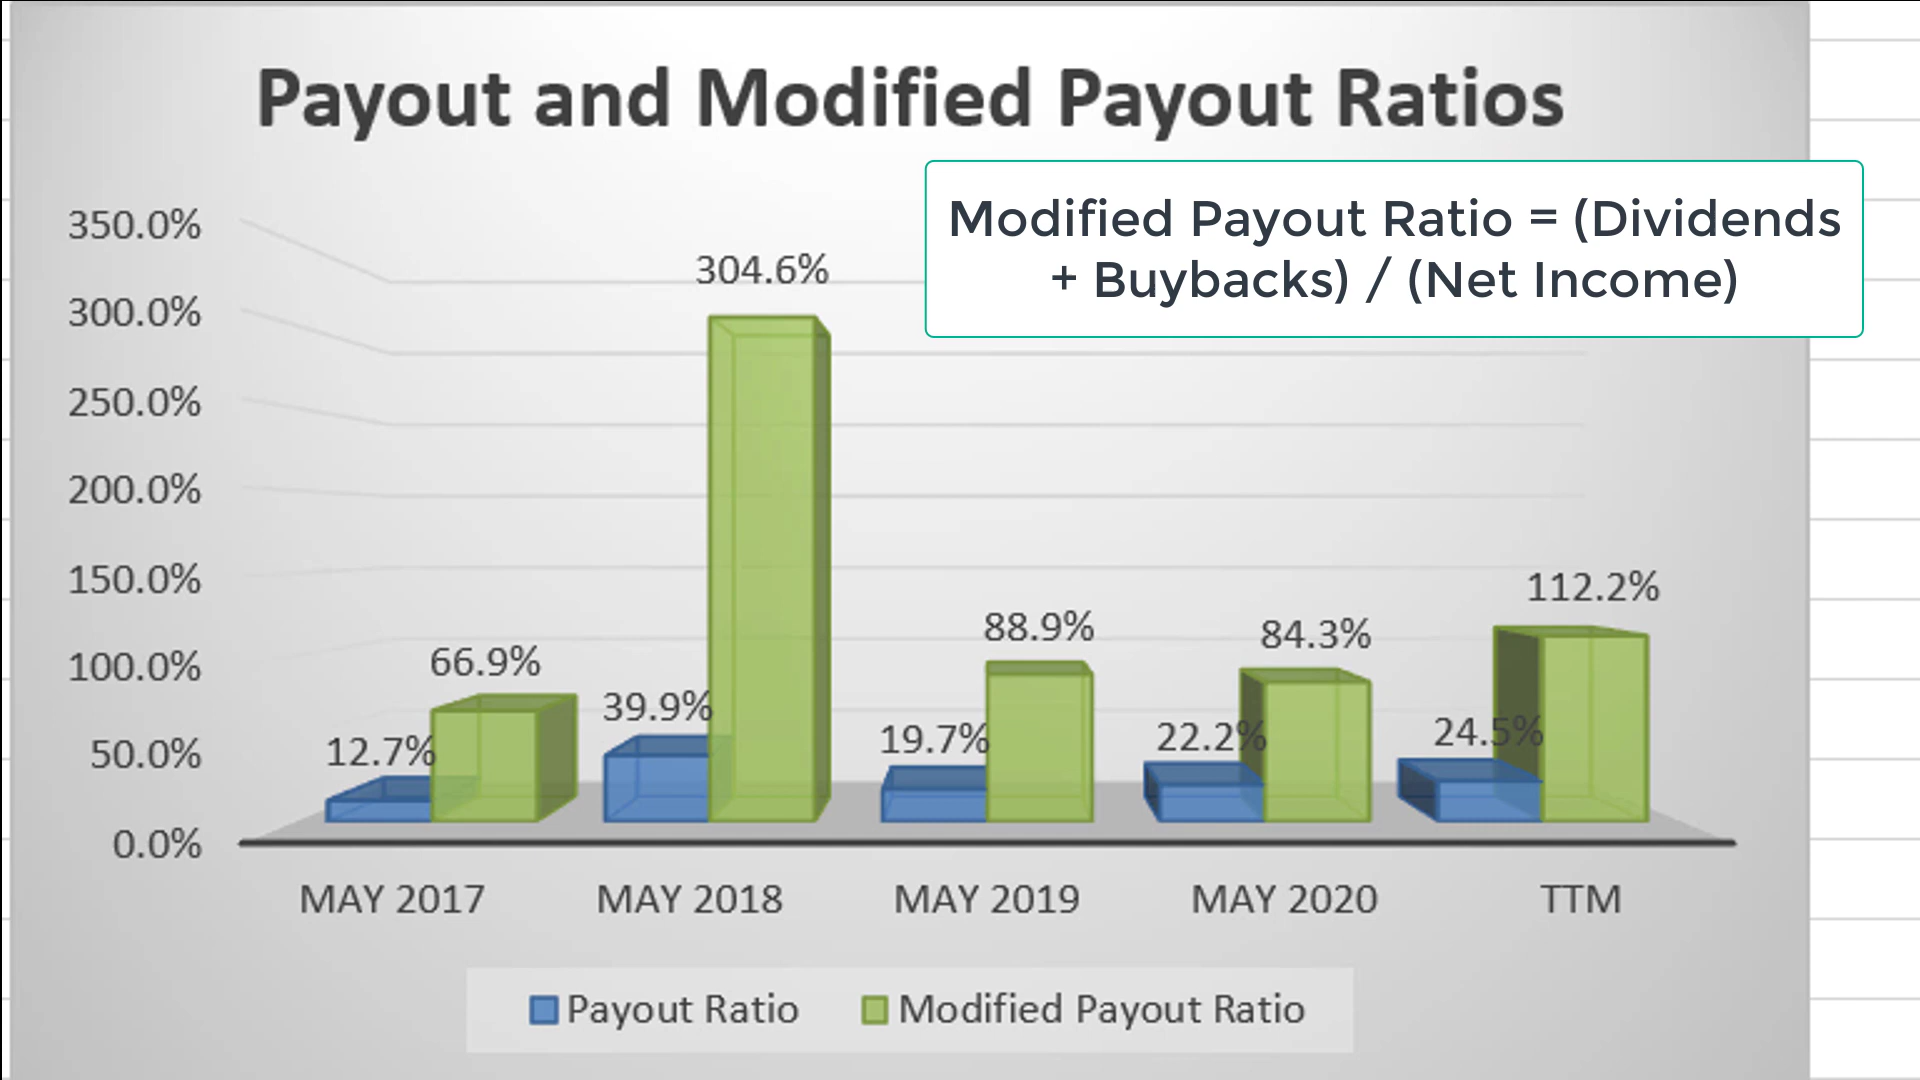 Payout and Modified Payout Ratios
Modified Payout Ratio = (Dividends
+ Buybacks) / (Net Income)
350.0%
300.0%
250.0%
200.0%
150.0%
100.0%
50.0%
0.0%
12.7%
66.9%
39.9%
304.6%
19.7%
88.9%
22.2%
84.3%
24.5%
112.2%
MAY 2017
MAY 2018
MAY 2019
MAY 2020
TTM
Payout Ratio
Modified Payout Ratio